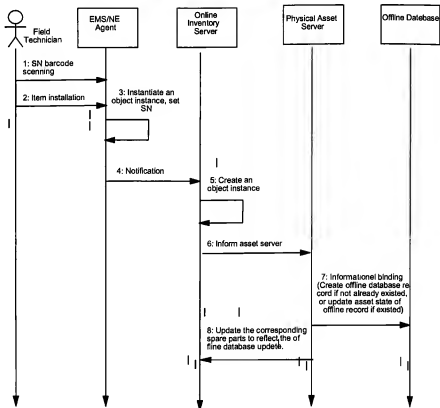 Field
Technician
EMS/NE
Agent
Online
Inventory
Server
Physical Asset
Server
Offline Datebase
1: SN barcode
scenning
2: Item installation
3: Instantiate an
object instance, set
SN
4: Notification
5: Create an
object instance
6: Inform asset server
7: Informationel binding
(Create offline database re
cord if not already existed,
or update asset state of
offline record if existed)
8: Update the corresponding
spare parts to reflect the of
fline database update.